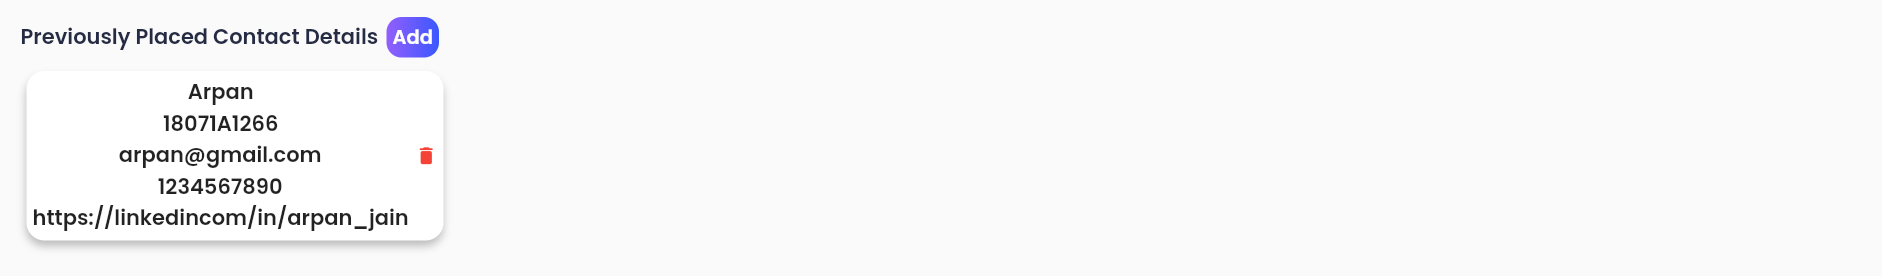 Previously Placed Contact Details Add
Arpan
18071A1266
arpan@gmail.com
1234567890
https://linkedincom/in/arpan_jain